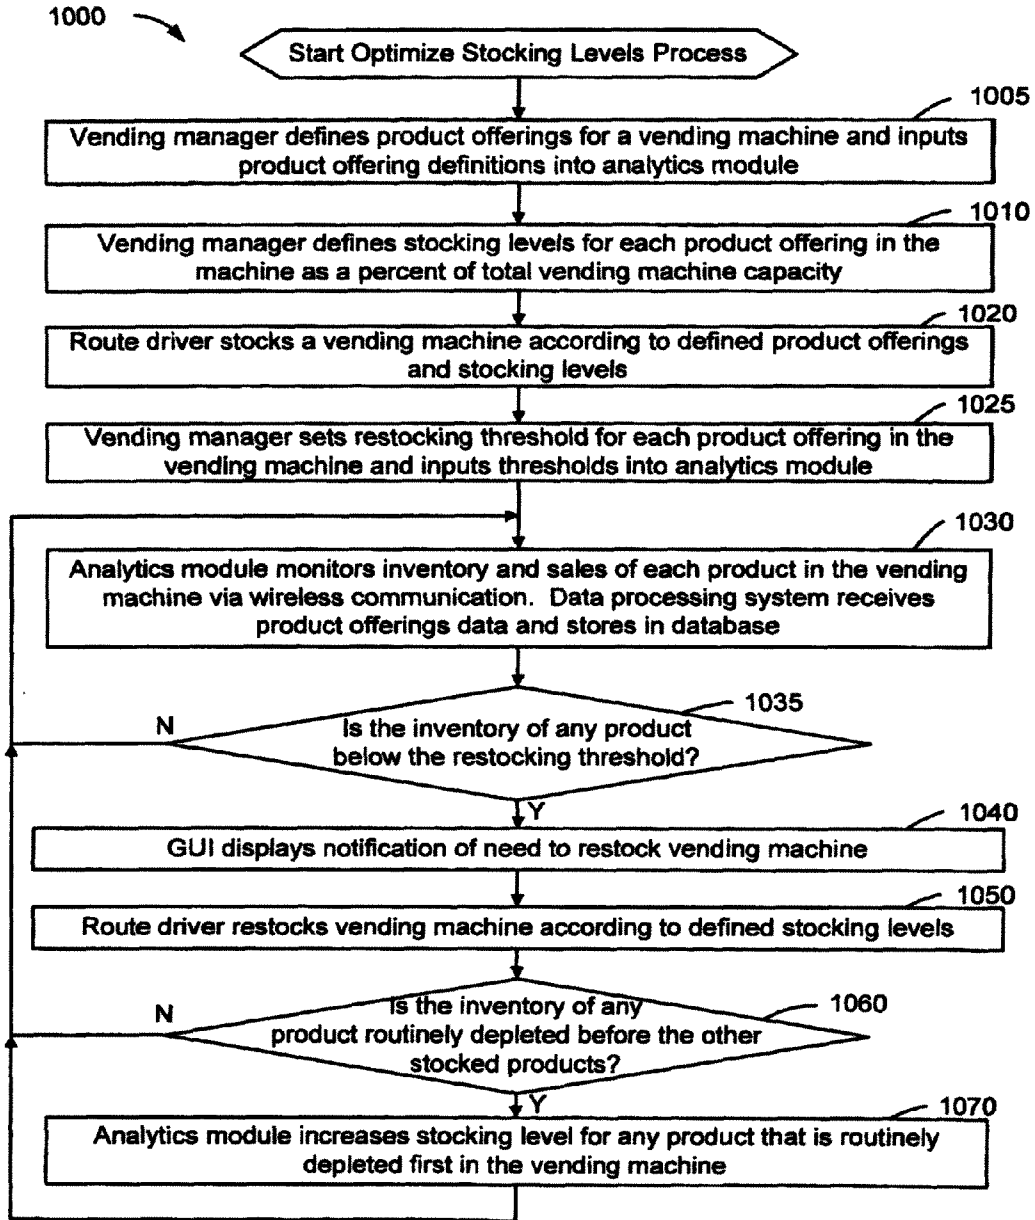 1000
Start Optimize Stocking Levels Process
1005
Vending manager defines product offerings for a vending machine and inputs
product offering definitions into analytics module
1010
Vending manager defines stocking levels for each product offering in the
machine as a percent of total vending machine capacity
1020
Route driver stocks a vending machine according to defined product offerings
and stocking levels
1025
Vending manager sets restocking threshold for each product offering in the
vending machine and inputs thresholds into analytics module
1030
Analytics module monitors inventory and sales of each product in the vending
machine via wireless communication. Data processing system receives
product offerings data and stores in database
1035
N
Is the inventory of any product
below the restocking threshold?
Y
1040
GUI displays notification of need to restock vending machine
1050
Route driver restocks vending machine according to defined stocking levels
1060
N
Is the inventory of any
product routinely depleted before the other
stocked products?
Y
1070
Analytics module increases stocking level for any product that is routinely
depleted first in the vending machine